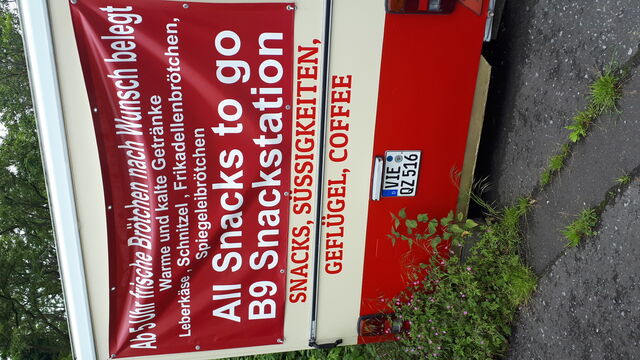 Ab 5 Uhr frische Brötchen nach Wunsch belegt
Warme und kalte Getränke
Leberkäse , Schnitzel , Frikadellenbrötchen,
Spiegeleibrötchen
All Snacks to go
B9 Snackstation
SNACKS, SÜSSIGKEITEN,
GEFLÜGEL, COFFEE
VIE
QZ 516